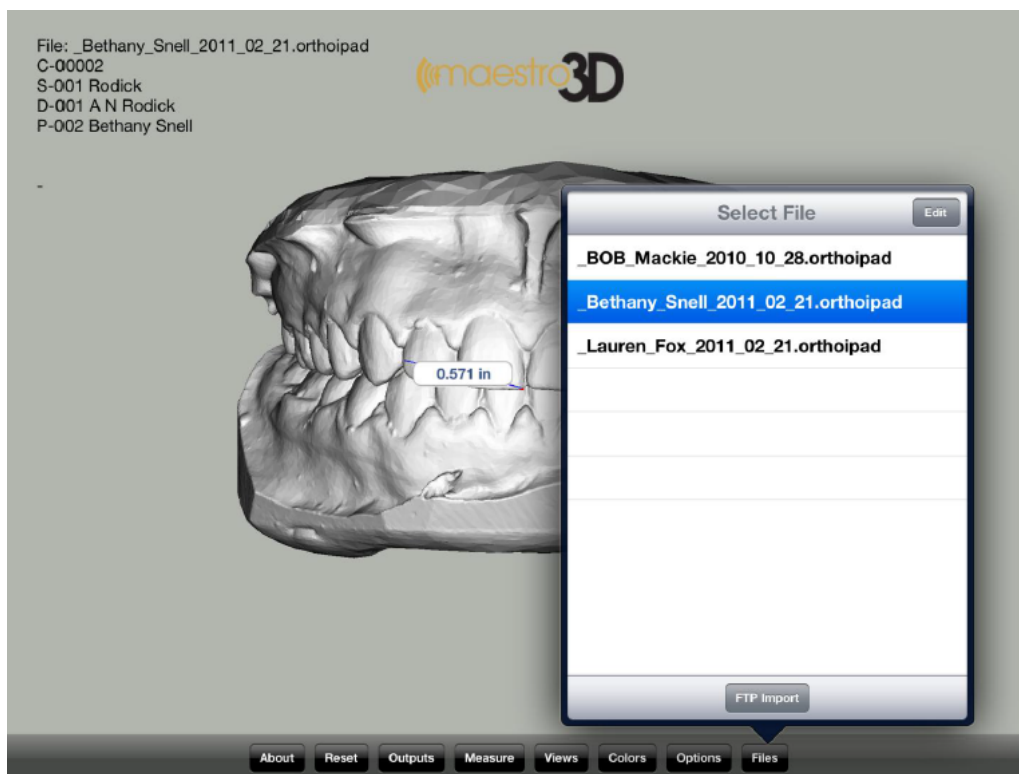 File: _Bethany_Snell_2011_02_21.orthoipad
C-00002
S-001 Rodick
D-001 A N Rodick
P-002 Bethany Snell
-
maestro3D
Select File
Edit
_BOB_Mackie_2010_10_28.orthoipad
_Bethany_Snell_2011_02_21.orthoipad
_Lauren_Fox_2011_02_21.orthoipad
0.571 in
FTP Import
About Reset Outputs Measure Views Colors Options Files